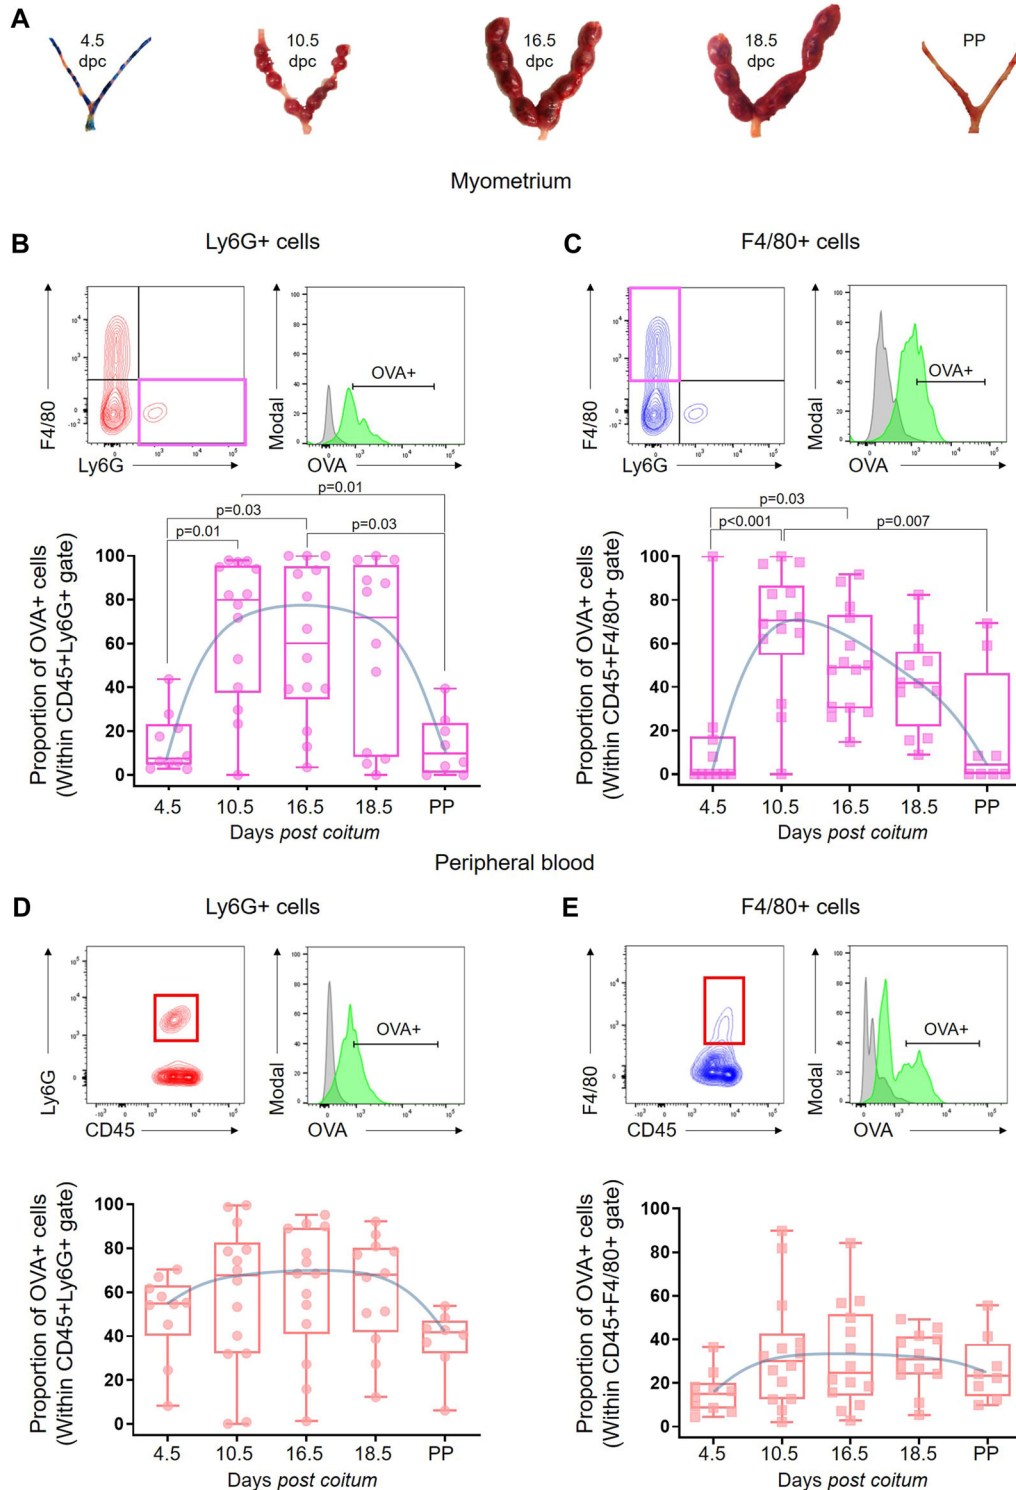 A
4.5
dpc
10.5
dpc
16.5
dpc
18.5
dpc
PP
Myometrium
B
Ly6G+ cells
F4/80
Ly6G
Modal
OVA+
OVA
C
F4/80+ cells
F4/80
Ly6G
Modal
OVA+
OVA
p=0.01
p=0.03
p=0.01
p=0.03
Proportion of OVA+ cells
(Within CD45+Ly6G+ gate)
100
80
60
40
20
0
4.5 10.5 16.5 18.5 PP
Days post coitum
p=0.03
p<0.001
p=0.007
Proportion of OVA+ cells
(Within CD45+F4/80+ gate)
100
80
60
40
20
0
4.5 10.5 16.5 18.5 PP
Days post coitum
Peripheral blood
D
Ly6G+ cells
Ly6G
CD45
Modal
OVA+
OVA
E
F4/80+ cells
F4/80
CD45
Modal
OVA+
OVA
Proportion of OVA+ cells
(Within CD45+Ly6G+ gate)
100
80
60
40
20
0
4.5 10.5 16.5 18.5 PP
Days post coitum
Proportion of OVA+ cells
(Within CD45+F4/80+ gate)
100
80
60
40
20
0
4.5 10.5 16.5 18.5 PP
Days post coitum